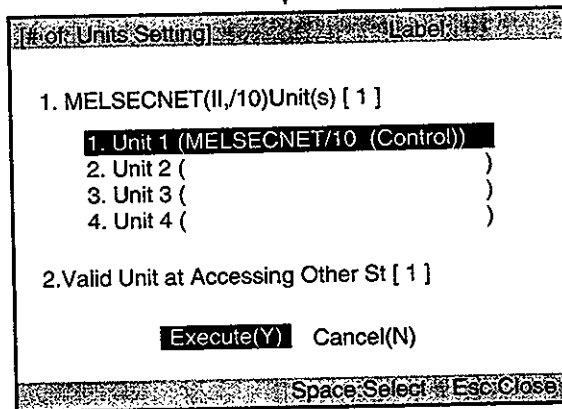 [# of Units Setting] Label:
1. MELSECNET(II,/10)Unit(s) [ 1 ]
1. Unit 1 (MELSECNET/10 (Control))
2. Unit 2 ( )
3. Unit 3 ( )
4. Unit 4 ( )
2.Valid Unit at Accessing Other St [ 1 ]
Execute(Y) Cancel(N)
Space:Select Esc:Close